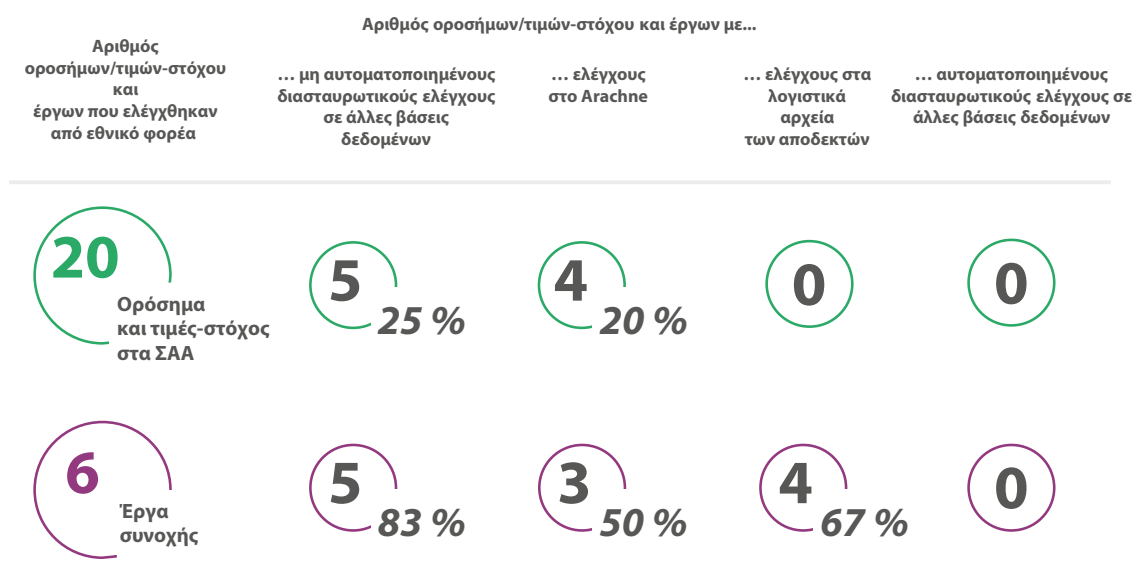 Αριθμός οροσήμων/τιμών-στόχου και έργων με...
Αριθμός
οροσήμων/τιμών-στόχου
και
έργων που ελέγχθηκαν
από εθνικό φορέα
... μη αυτοματοποιημένους
διασταυρωτικούς ελέγχους
σε άλλες βάσεις
δεδομένων
... ελέγχους
στο Arachne
... ελέγχους στα
λογιστικά
αρχεία
των αποδεκτών
... αυτοματοποιημένους
διασταυρωτικούς ελέγχους σε
άλλες βάσεις δεδομένων
20
Ορόσημα
και τιμές-στόχος
στα ΣΑΑ
5
25 %
4
20 %
0
0
6
Έργα
συνοχής
5
83 %
3
50 %
4
67 %
0